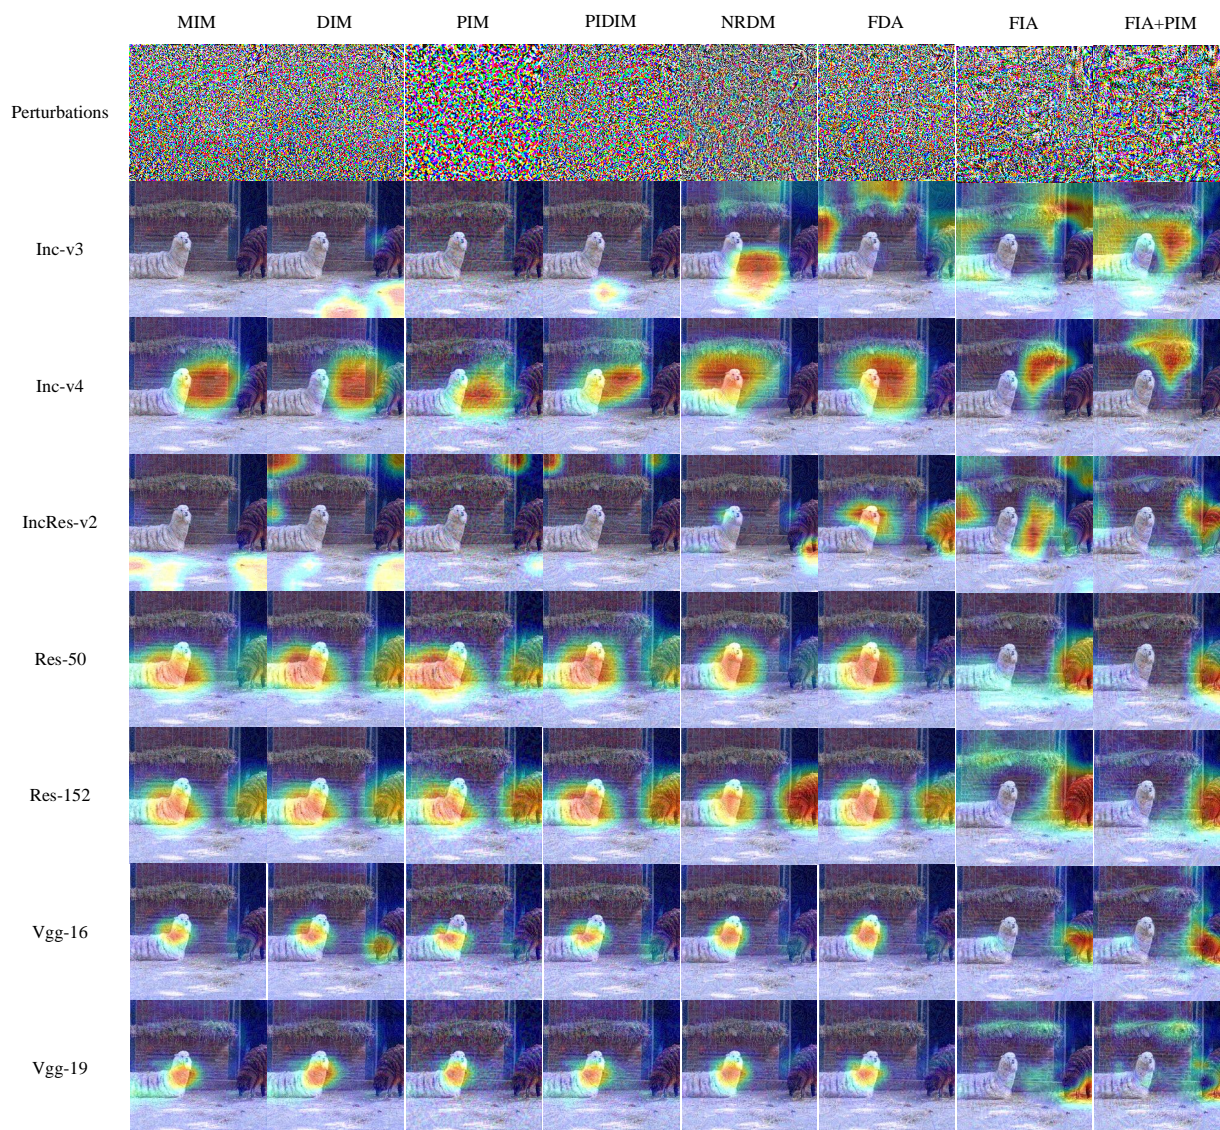 MIM DIM PIM PIDIM NRDM FDA FIA FIA+PIM
Perturbations
Inc-v3
Inc-v4
IncRes-v2
Res-50
Res-152
Vgg-16
Vgg-19